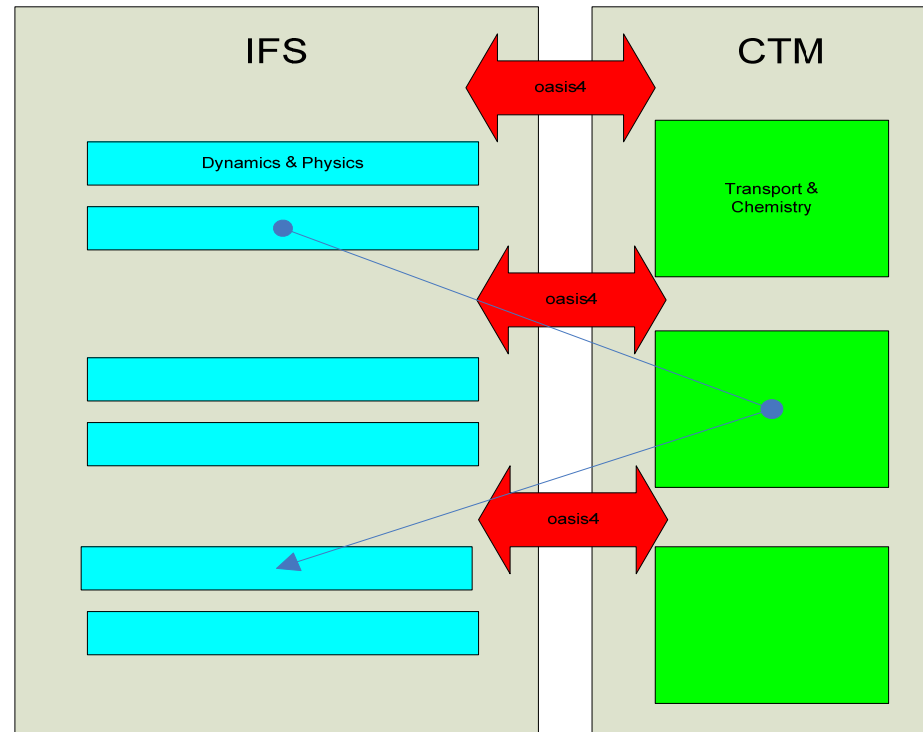 IFS
CTM
oasis4
Dynamics & Physics
Transport &
Chemistry
oasis4
oasis4